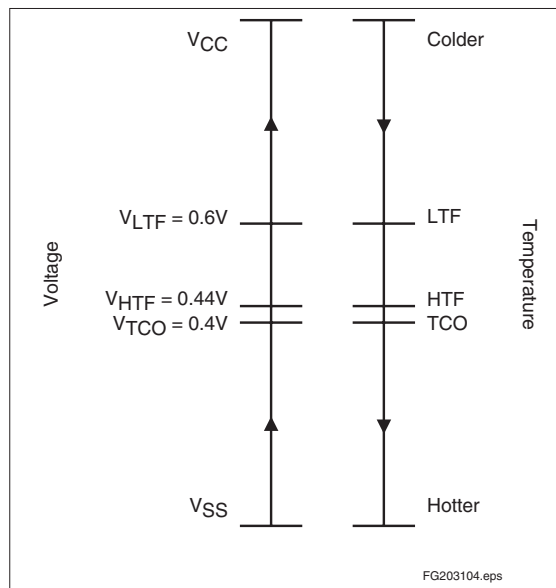 VCC
Colder
VLTF = 0.6V
LTF
Voltage
Temperature
VHTF = 0.44V
HTF
VTCO = 0.4V
TCO
VSS
Hotter
FG203104.eps